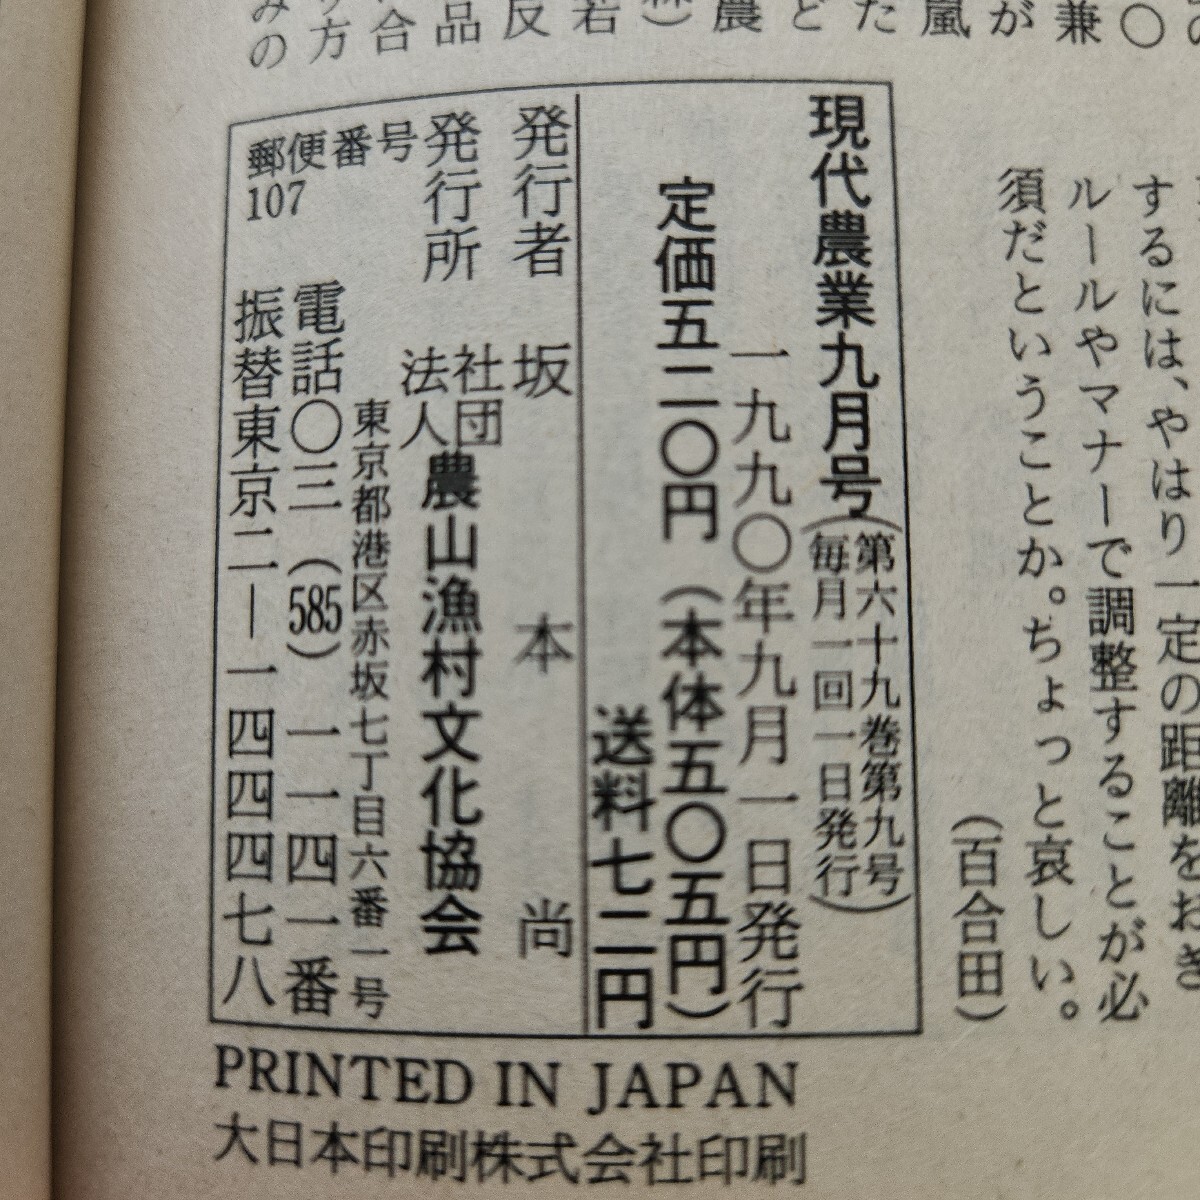 するには、やはり一定の距離をおき
ルールやマナーで調整することが必
須だということか。ちょっと哀しい。
（百合田）
現代農業九月号（第六十九巻第九号
毎月一回一日発行）
一九九〇年九月一日発行
定価五二〇円（本体五〇五円）
送料七二円
発行者　坂本尚
発行所　社団法人農山漁村文化協会
郵便番号107　東京都港区赤坂七丁目六番一号
電話〇三（585）一一四一番
振替東京二―一四四四七八
PRINTED IN JAPAN
大日本印刷株式会社印刷